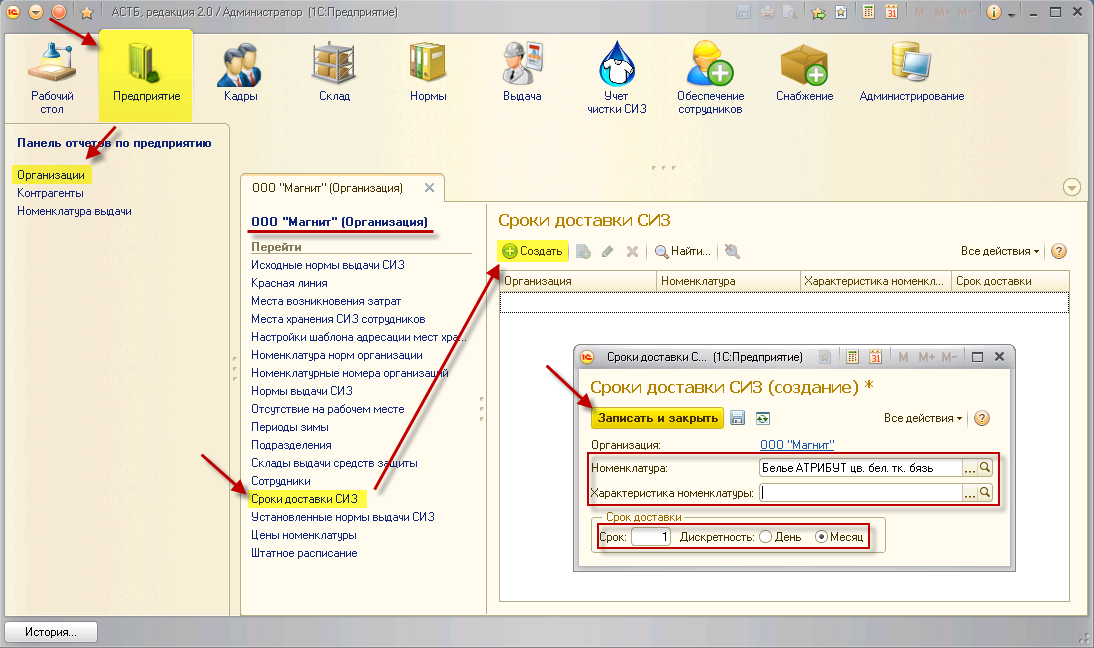 АСТБ, редакция 2.0 / Администратор (1С:Предприятие)
M M+ M-
Рабочий
стол
Предприятие
Кадры
Склад
Нормы
Выдача
Учет
чистки СИЗ
Обеспечение
сотрудников
Снабжение
Администрирование
Панель отчетов по предприятию
Организации
Контрагенты
Номенклатура выдачи
ООО "Магнит" (Организация)
ООО "Магнит" (Организация)
Перейти
Исходные нормы выдачи СИЗ
Красная линия
Места возникновения затрат
Места хранения СИЗ сотрудников
Настройки шаблона адресации мест хра...
Номенклатура норм организации
Номенклатурные номера организаций
Нормы выдачи СИЗ
Отсутствие на рабочем месте
Периоды зимы
Подразделения
Склады выдачи средств защиты
Сотрудники
Сроки доставки СИЗ
Установленные нормы выдачи СИЗ
Цены номенклатуры
Штатное расписание
Сроки доставки СИЗ
Создать Найти... Все действия
Организация Номенклатура Характеристика номенкл... Срок доставки
Сроки доставки С... (1С:Предприятие) M M+ M-
Сроки доставки СИЗ (создание) *
Записать и закрыть Все действия
Организация: ООО "Магнит"
Номенклатура: Белье АТРИБУТ цв. бел. тк. бязь ...
Характеристика номенклатуры: ...
Срок доставки
Срок: 1 Дискретность: День Месяц
История...